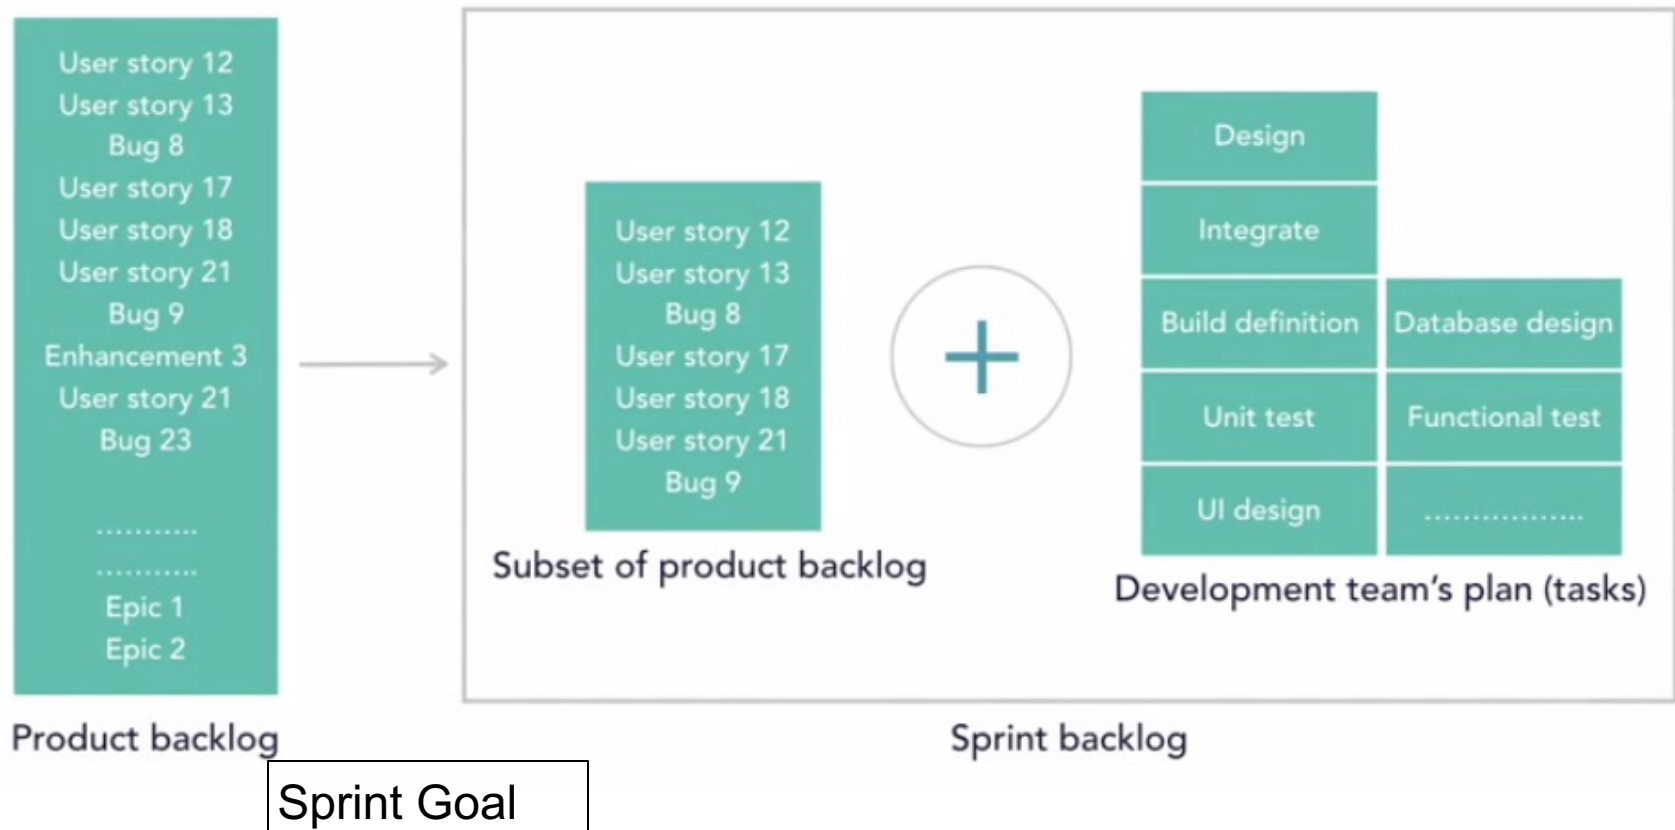 User story 12
User story 13
Bug 8
User story 17
User story 18
User story 21
Bug 9
Enhancement 3
User story 21
Bug 23
...........
...........
Epic 1
Epic 2
Product backlog
User story 12
User story 13
Bug 8
User story 17
User story 18
User story 21
Bug 9
Subset of product backlog
+
Design
Integrate
Build definition
Database design
Unit test
Functional test
UI design
.................
Development team's plan (tasks)
Sprint backlog
Sprint Goal